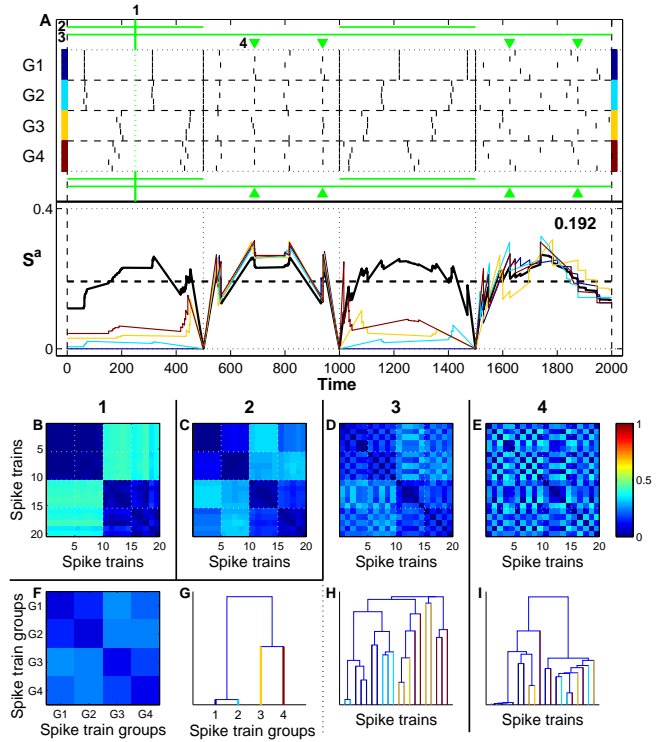 A
1
2
3
4
G1
G2
G3
G4
0.4
0.192
Sᵃ
0
0 200 400 600 800 1000 1200 1400 1600 1800 2000
Time
1 2 3 4
B C D E
Spike trains
5
10
15
20
1
0.5
0
5 10 15 20 5 10 15 20 5 10 15 20 5 10 15 20
Spike trains Spike trains Spike trains Spike trains
F G H I
Spike train groups
G1
G2
G3
G4
G1 G2 G3 G4 1 2 3 4
Spike train groups Spike train groups Spike trains Spike trains